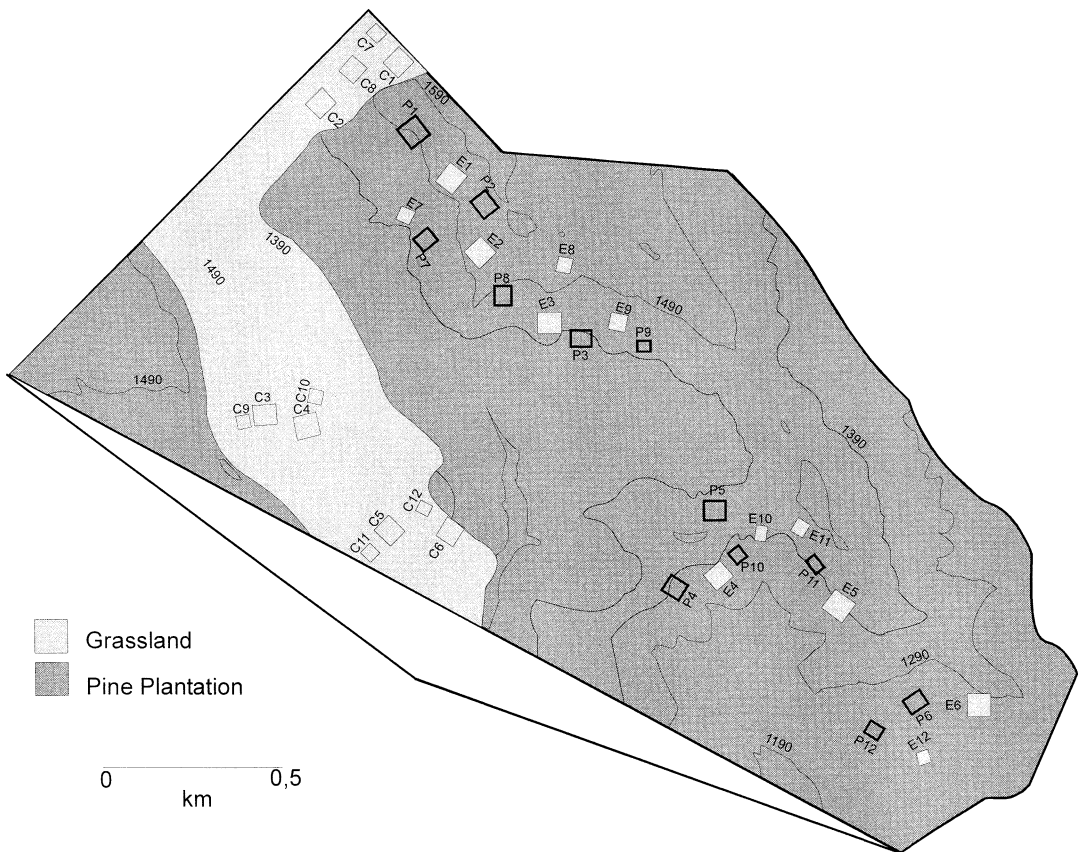 C7
C1
C8
C2
1590
P1
E1
P2
E7
P7
E2
E8
1390
1490
P8
E3
E9
1490
P3
P9
1490
C10
C9
C3
C4
1390
P5
C12
C5
C11
C6
E10
E11
P10
P11
E4
P4
E5
Grassland
Pine Plantation
1290
E6
P6
P12
E12
1190
0
0,5
km